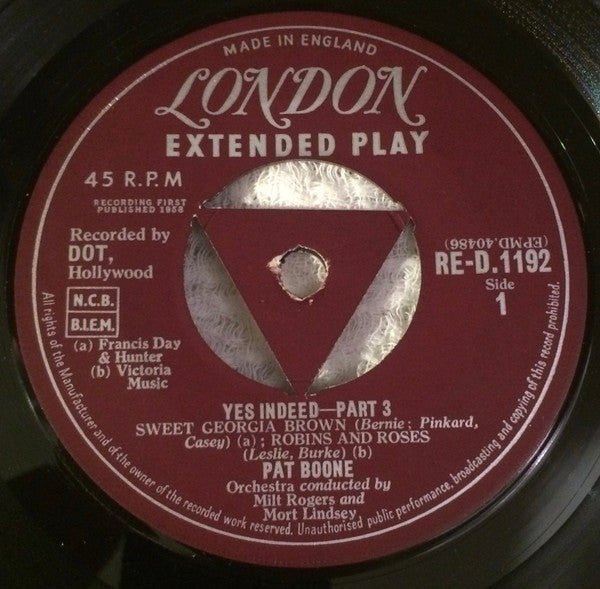 MADE IN ENGLAND
LONDON
EXTENDED PLAY
45 R.P.M
RECORDING FIRST
PUBLISHED 1958
Recorded by
DOT,
Hollywood
N.C.B.
B.I.E.M.
(a) Francis Day
& Hunter
(b) Victoria
Music
(EPMD.40486)
RE-D.1192
Side
1
YES INDEED—PART 3
SWEET GEORGIA BROWN (Bernie; Pinkard,
Casey) (a); ROBINS AND ROSES
(Leslie, Burke) (b)
PAT BOONE
Orchestra conducted by
Milt Rogers and
Mort Lindsey
All rights of the Manufacturer and of the owner of the recorded work reserved. Unauthorised public performance, broadcasting and copying of this record prohibited.